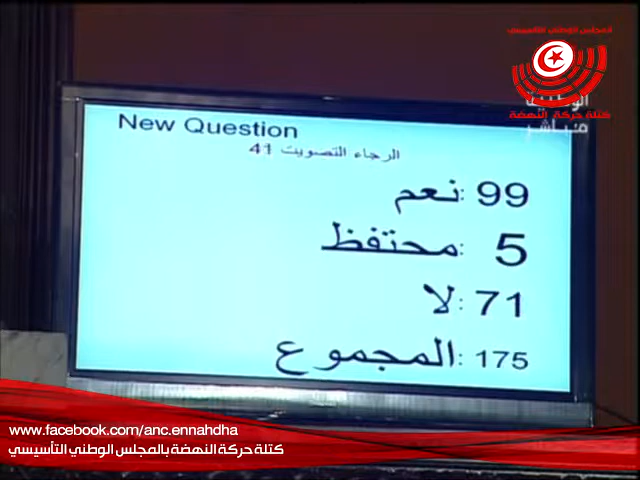 المجلس الوطني التأسيسي
كتلة حركة النهضة
الوطنية
مباشر
New Question
الرجاء التصويت 41
99 :نعم
5 :محتفظ
71 :لا
175 :المجموع
www.facebook.com/anc.ennahdha
كتلة حركة النهضة بالمجلس الوطني التأسيسي